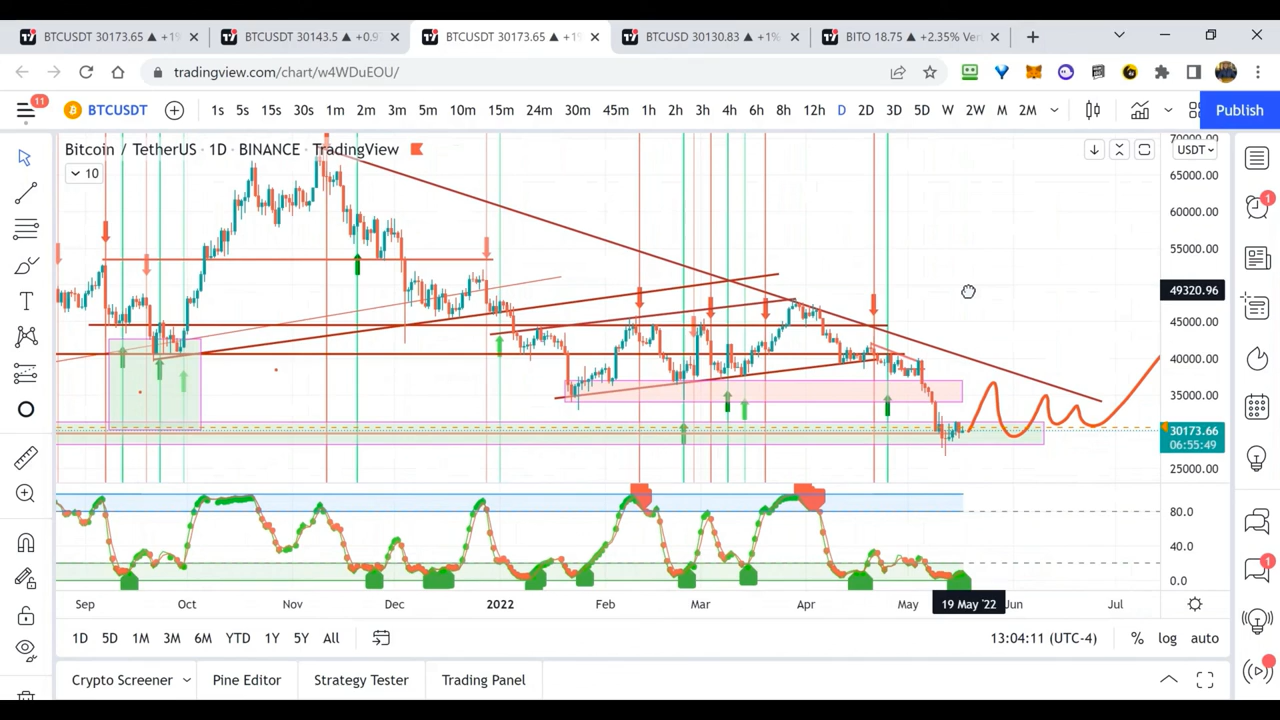 BTCUSDT 30173.65 ▲ +1%
BTCUSDT 30143.5 ▲ +0.9
BTCUSDT 30173.65 ▲ +1%
BTCUSD 30130.83 ▲ +1%
BITO 18.75 ▲ +2.35%
tradingview.com/chart/w4WDuEOU/
11
BTCUSDT
1s 5s 15s 30s 1m 2m 3m 5m 10m 15m 24m 30m 45m 1h 2h 3h 4h 6h 8h 12h D 2D 3D 5D W 2W M 2M
Publish
Bitcoin / TetherUS · 1D · BINANCE · TradingView
10
USDT
70000.00
65000.00
60000.00
55000.00
49320.96
45000.00
40000.00
35000.00
30173.66
06:55:49
25000.00
80.0
40.0
0.0
1
1
Sep Oct Nov Dec 2022 Feb Mar Apr May 19 May '22 Jun Jul
1D 5D 1M 3M 6M YTD 1Y 5Y All
13:04:11 (UTC-4) % log auto
Crypto Screener Pine Editor Strategy Tester Trading Panel